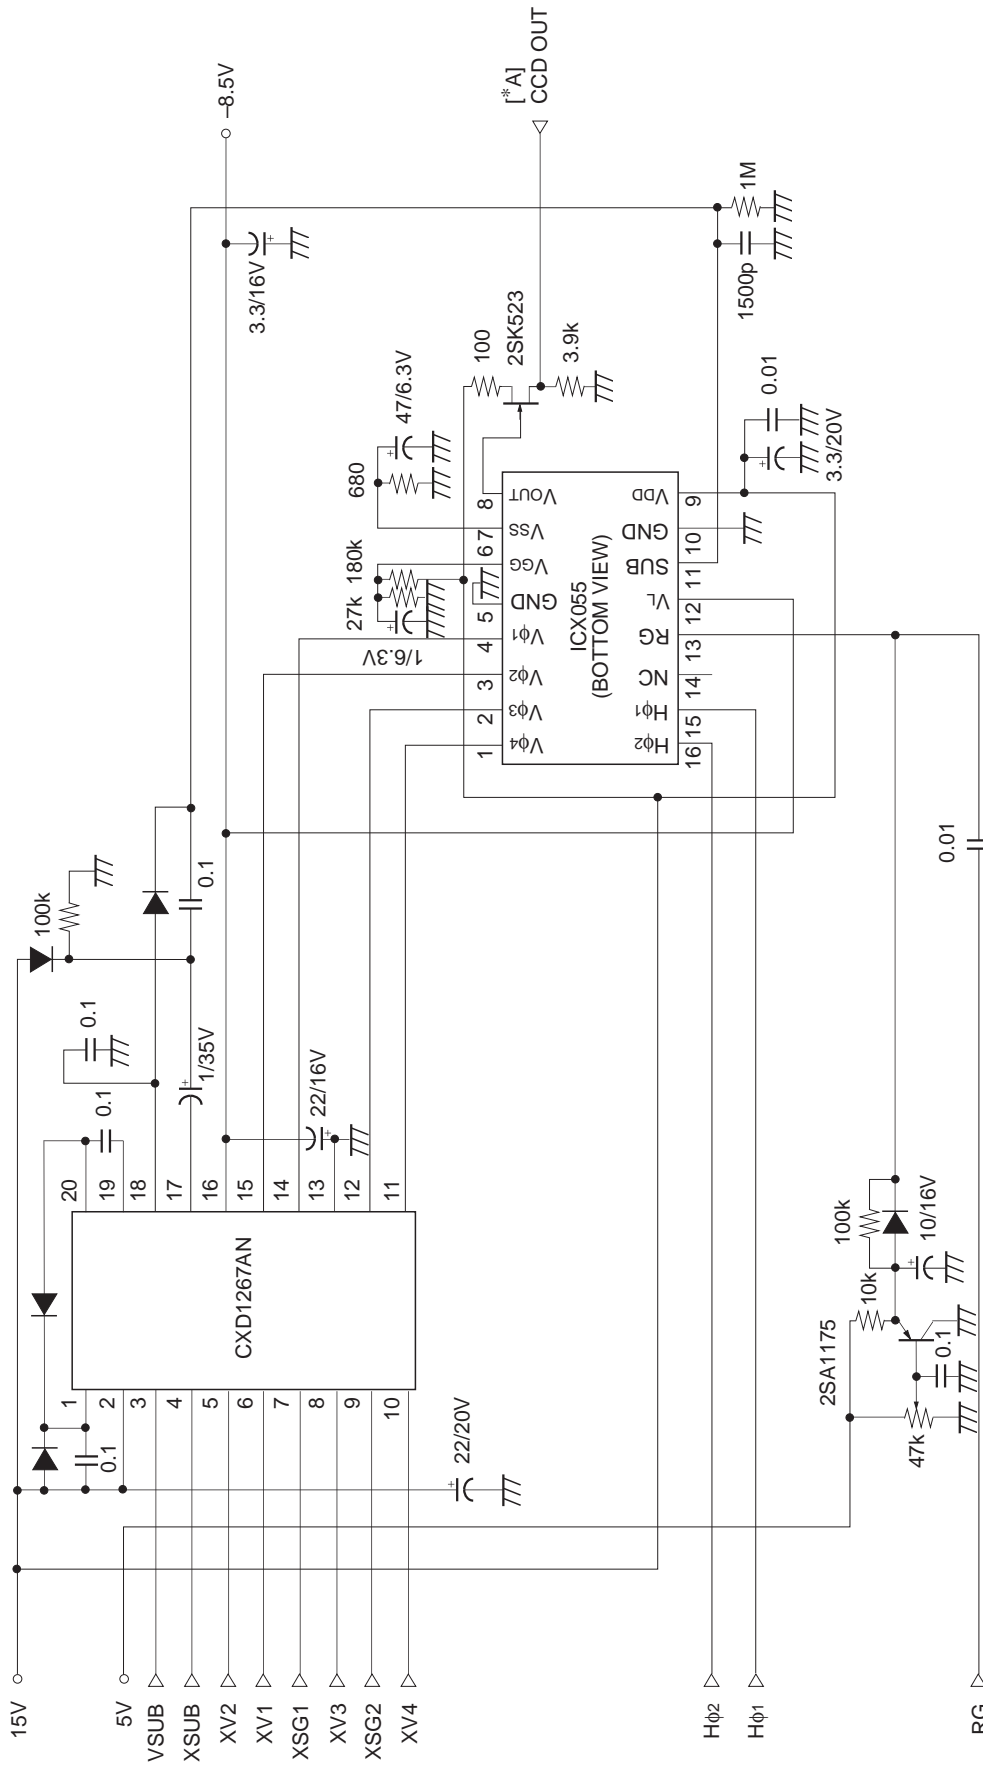 15V
5V
VSUB
XSUB
XV2
XV1
XSG1
XV3
XSG2
XV4
Hϕ2
Hϕ1
RG
0.1
22/20V
1
2
3
4
5
6
7
8
9
10
CXD1267AN
20
19
18
17
16
15
14
13
12
11
0.1
0.1
1/35V
22/16V
100k
0.1
−8.5V
3.3/16V
[*A]
CCD OUT
27k
180k
1/6.3V
680
47/6.3V
100
2SK523
3.9k
1
2
3
4
5
6
7
8
Vϕ4
Vϕ3
Vϕ2
Vϕ1
GND
VGG
VSS
VOUT
ICX055
(BOTTOM VIEW)
Hϕ2
Hϕ1
NC
RG
VL
SUB
GND
VDD
16
15
14
13
12
11
10
9
0.01
3.3/20V
1500p
1M
47k
0.1
2SA1175
10k
100k
10/16V
0.01